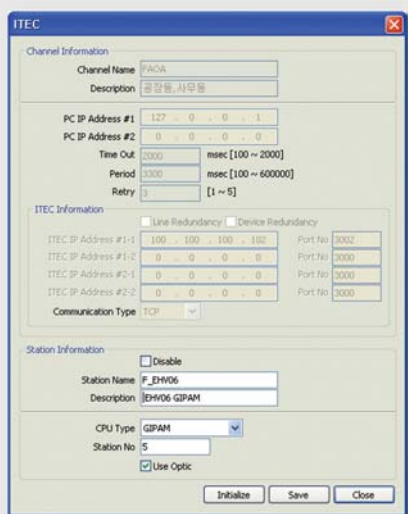 ITEC
Channel Information
Channel Name FAOA
Description 공장동,사무동
PC IP Address #1 127 . 0 . 0 . 1
PC IP Address #2 0 . 0 . 0 . 0
Time Out 2000 msec [100 ~ 2000]
Period 3300 msec [100 ~ 600000]
Retry 3 [1 ~ 5]
ITEC Information
Line Redundancy Device Redundancy
ITEC IP Address #1-1 100 . 100 . 100 . 102 Port No 3002
ITEC IP Address #1-2 0 . 0 . 0 . 0 Port No 3000
ITEC IP Address #2-1 0 . 0 . 0 . 0 Port No 3000
ITEC IP Address #2-2 0 . 0 . 0 . 0 Port No 3000
Communication Type TCP
Station Information
Disable
Station Name F_EHV06
Description EHV06 GIPAM
CPU Type GIPAM
Station No 5
Use Optic
Initialize Save Close